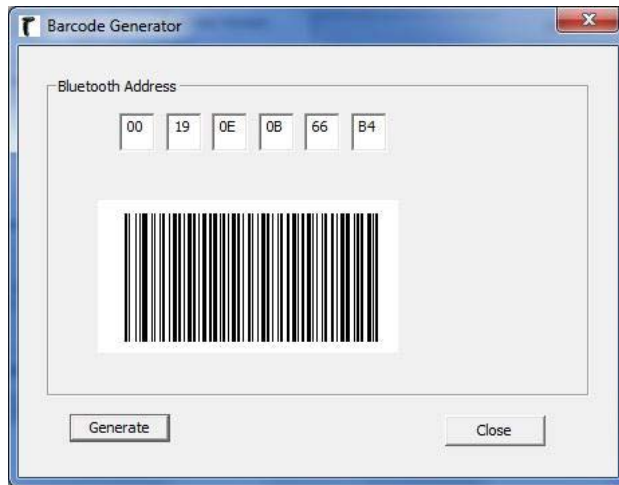 Barcode Generator
Bluetooth Address
00 19 0E 0B 66 B4
Generate Close